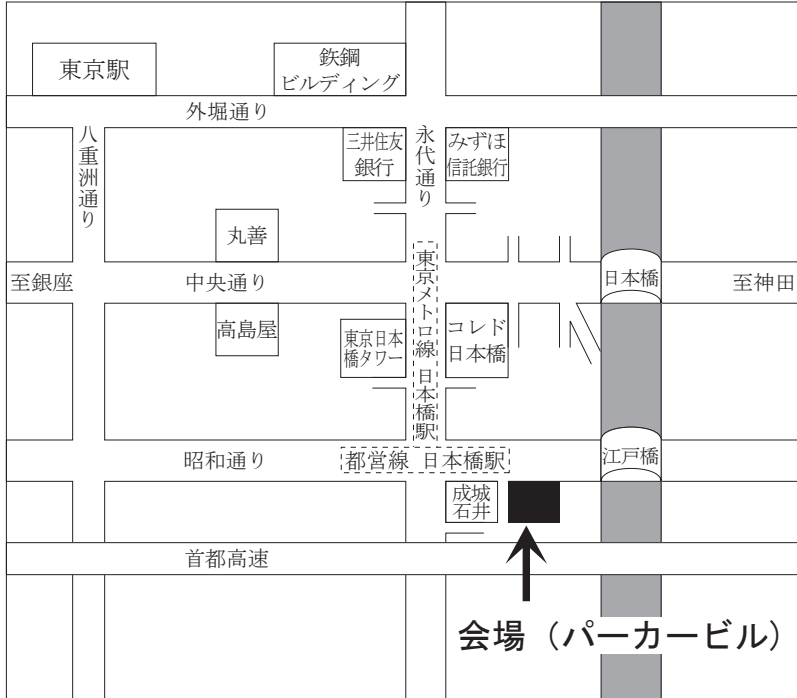 東京駅
鉄鋼
ビルディング
外堀通り
八重洲通り
三井住友
銀行
永代通り
みずほ
信託銀行
丸善
至銀座
中央通り
東京メトロ線 日本橋駅
日本橋
至神田
高島屋
東京日本
橋タワー
コレド
日本橋
昭和通り
都営線 日本橋駅
江戸橋
成城
石井
首都高速
会場（パーカービル）